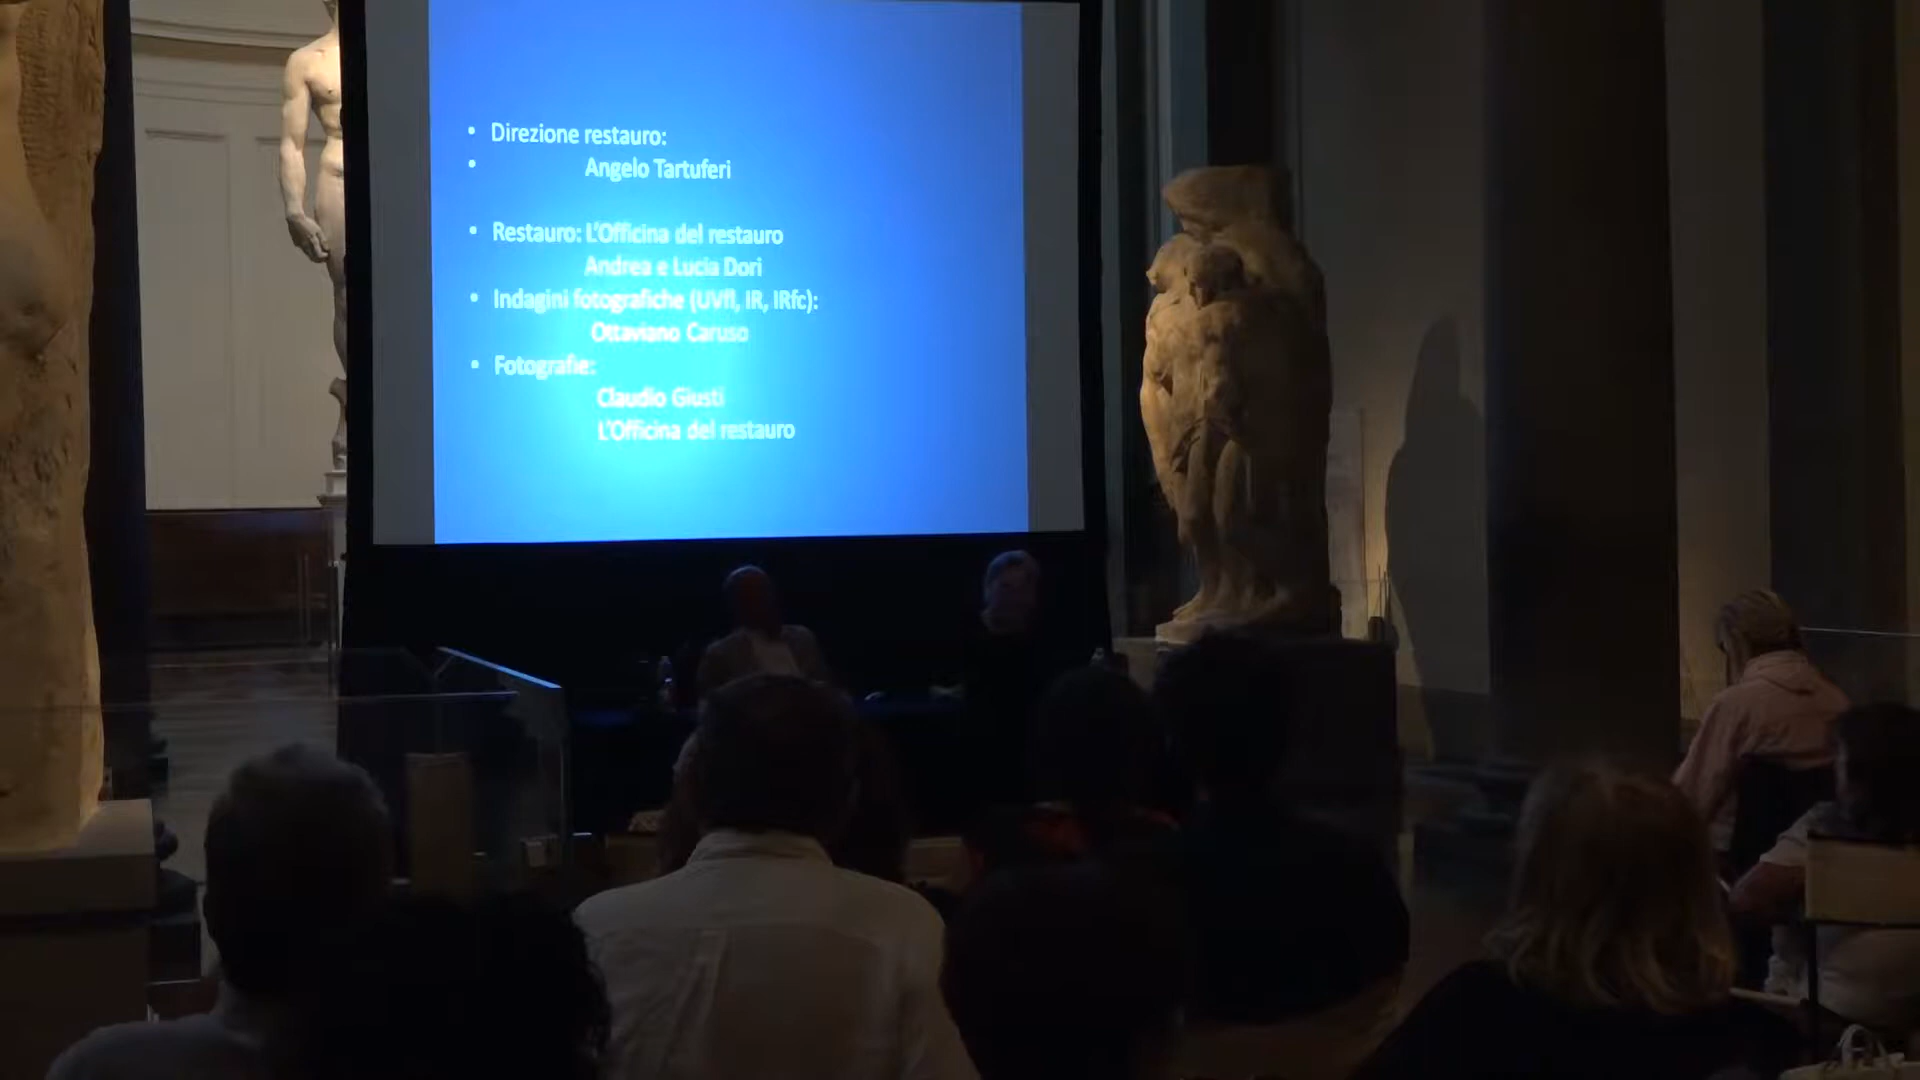 • Direzione restauro:
• Angelo Tartuferi
• Restauro: L'Officina del restauro
Andrea e Lucia Dori
• Indagini fotografiche (UVfl, IR, IRfc):
Ottaviano Caruso
• Fotografie:
Claudio Giusti
L'Officina del restauro